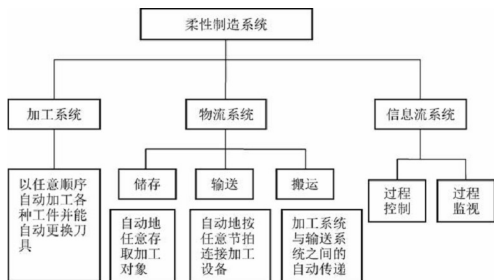 柔性制造系统
加工系统
物流系统
信息流系统
以任意顺序
自动加工各
种工件并能
自动更换刀
具
储存
输送
搬运
过程
控制
过程
监视
自动地
任意存
取加工
对象
自动地按
任意节拍
连接加工
设备
加工系统
与输送系
统之间的
自动传递